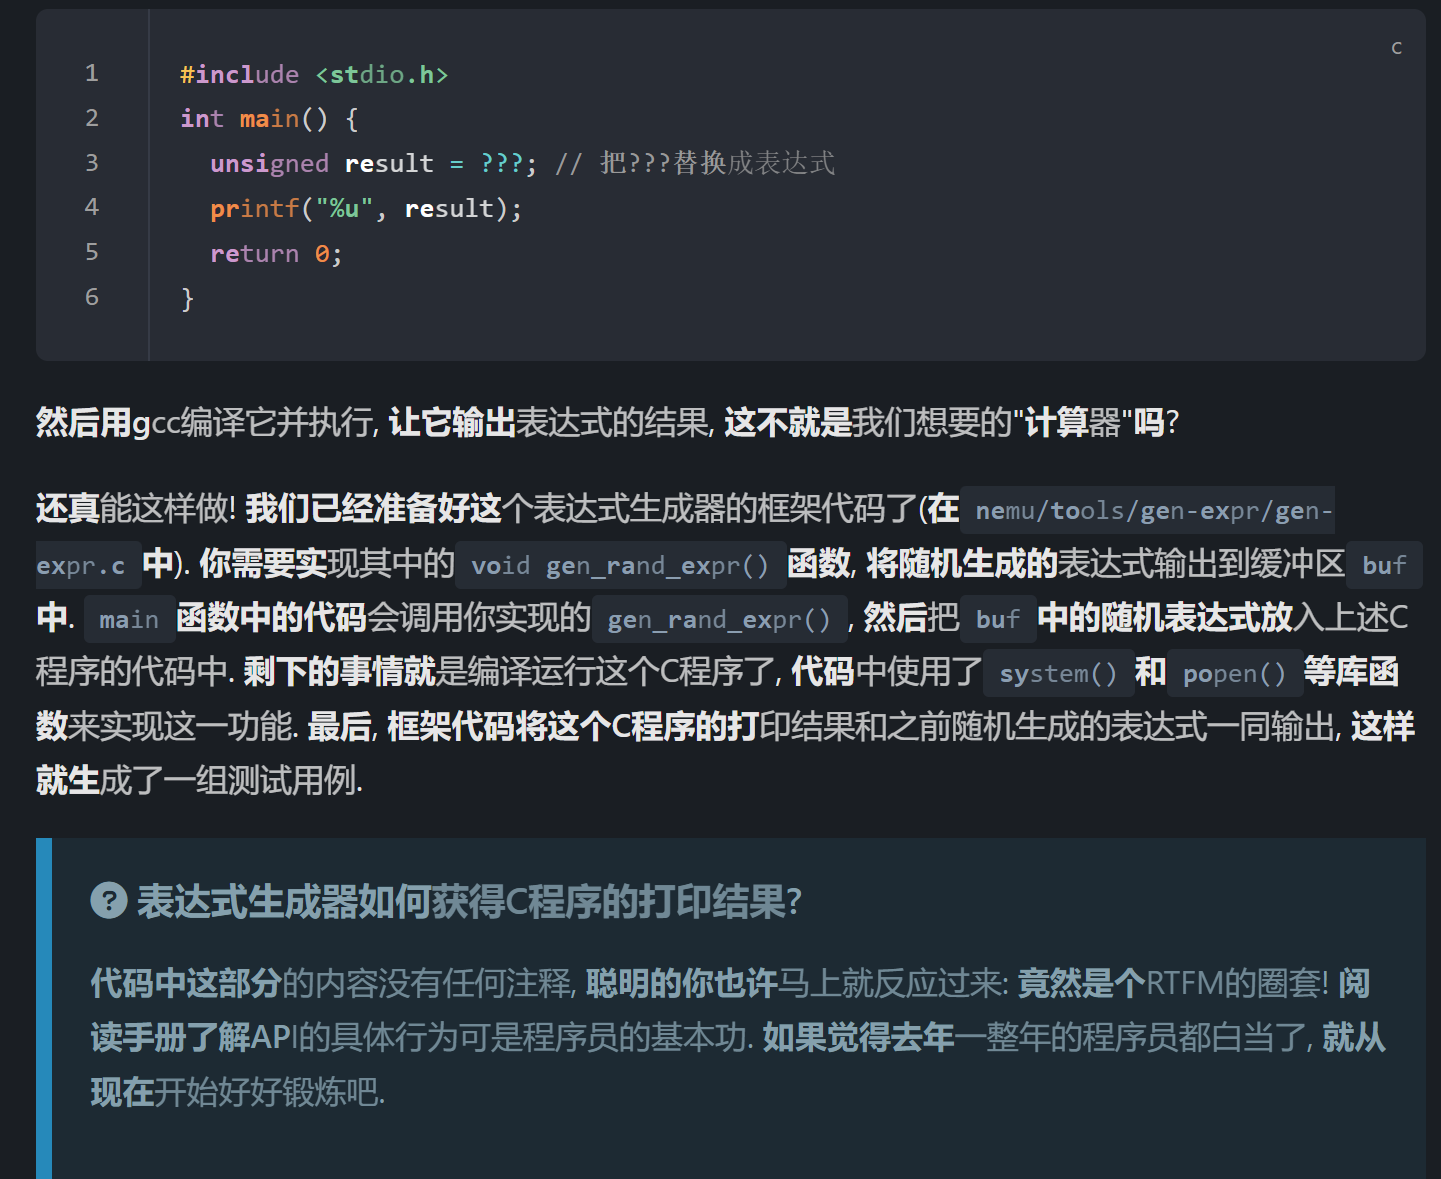 c
1 #include <stdio.h>
2 int main() {
3   unsigned result = ???; // 把???替换成表达式
4   printf("%u", result);
5   return 0;
6 }
然后用gcc编译它并执行, 让它输出表达式的结果, 这不就是我们想要的"计算器"吗?
还真能这样做! 我们已经准备好这个表达式生成器的框架代码了(在 nemu/tools/gen-expr/gen-
expr.c 中). 你需要实现其中的 void gen_rand_expr() 函数, 将随机生成的表达式输出到缓冲区 buf
中. main 函数中的代码会调用你实现的 gen_rand_expr() , 然后把 buf 中的随机表达式放入上述C
程序的代码中. 剩下的事情就是编译运行这个C程序了, 代码中使用了 system() 和 popen() 等库函
数来实现这一功能. 最后, 框架代码将这个C程序的打印结果和之前随机生成的表达式一同输出, 这样
就生成了一组测试用例.
? 表达式生成器如何获得C程序的打印结果?
代码中这部分的内容没有任何注释, 聪明的你也许马上就反应过来: 竟然是个RTFM的圈套! 阅
读手册了解API的具体行为可是程序员的基本功. 如果觉得去年一整年的程序员都白当了, 就从
现在开始好好锻炼吧.